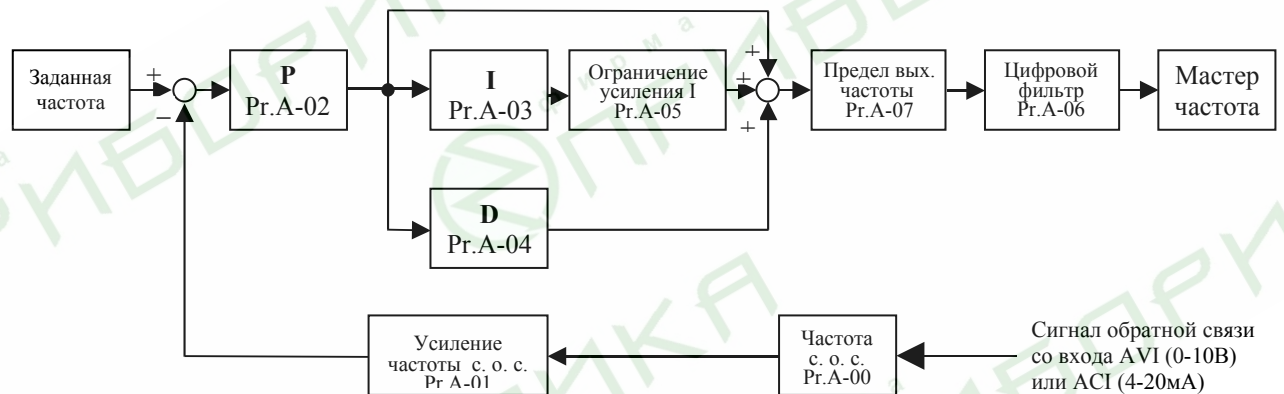 Заданная
частота
+
−
P
Pr.A-02
I
Pr.A-03
Ограничение
усиления I
Pr.A-05
D
Pr.A-04
+
+
+
Предел вых.
частоты
Pr.A-07
Цифровой
фильтр
Pr.A-06
Мастер
частота
Усиление
частоты с. о. с.
Pr.A-01
Частота
с. о. с.
Pr.A-00
Сигнал обратной связи
со входа AVI (0-10В)
или ACI (4-20мА)
фирма
ПРИБОРИКА